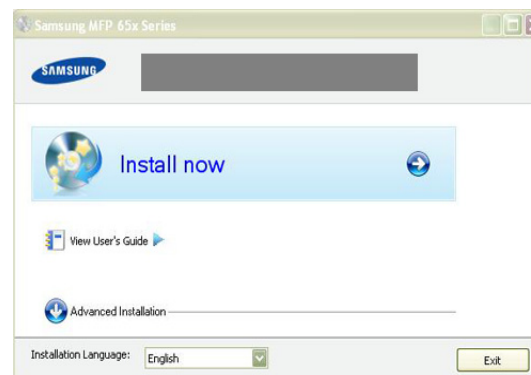 Samsung MFP 65x Series
SAMSUNG
Install now
View User's Guide
Advanced Installation
Installation Language: English
Exit